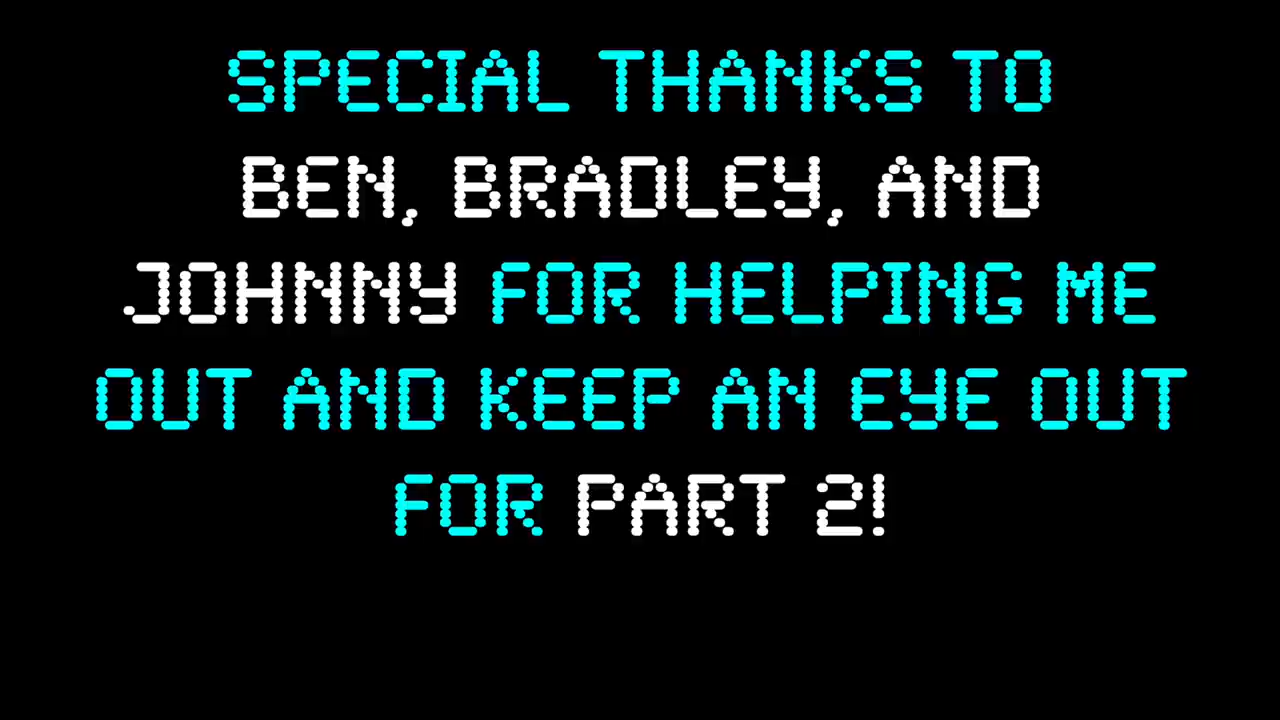 SPECIAL THANKS TO
BEN, BRADLEY, AND
JOHNNY FOR HELPING ME
OUT AND KEEP AN EYE OUT
FOR PART 2!